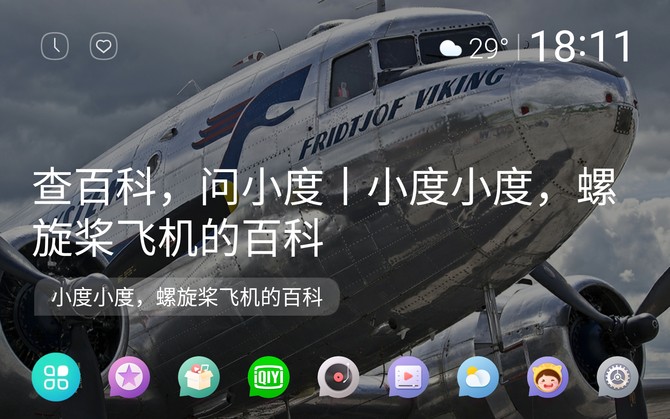 29° 18:11
FRIDTJOF VIKING
查百科，问小度丨小度小度，螺
旋桨飞机的百科
小度小度，螺旋桨飞机的百科
iQIYI